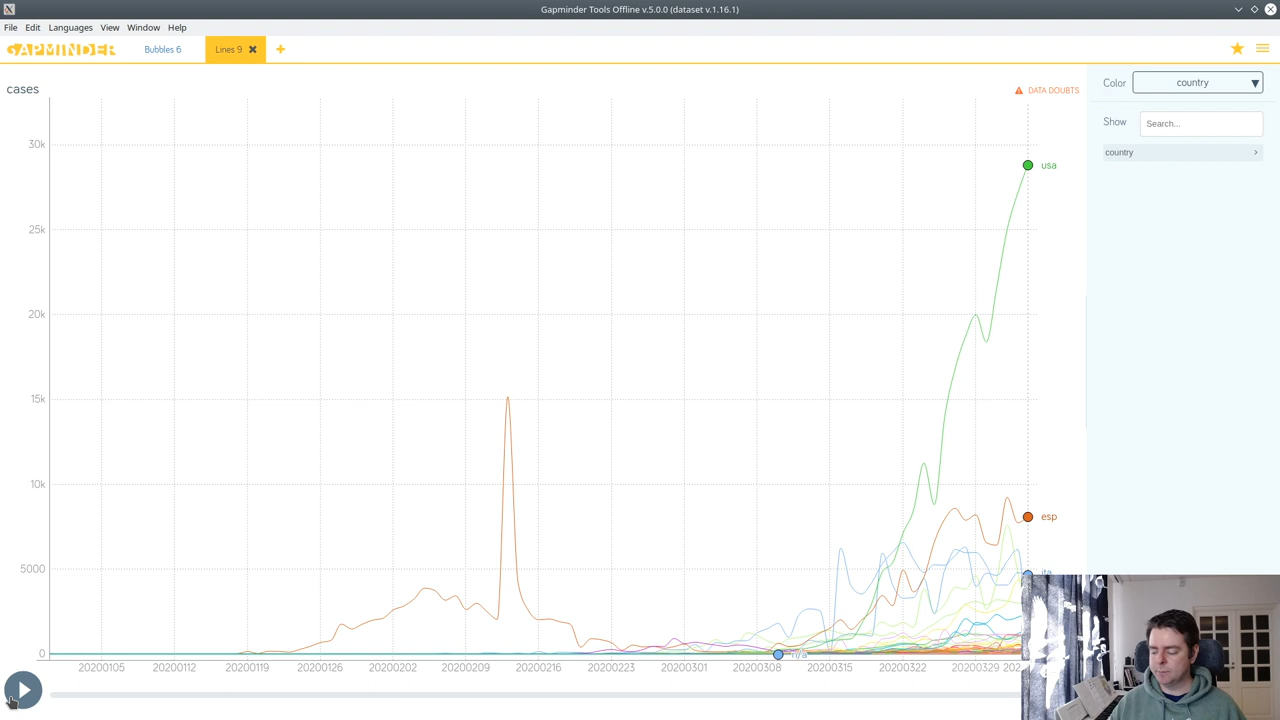 Gapminder Tools Offline v.5.0.0 (dataset v.1.16.1)
File Edit Languages View Window Help
GAPMINDER Bubbles 6 Lines 9
cases
DATA DOUBTS
Color country
Show Search...
country
30k
usa
25k
20k
15k
10k
esp
5000
0
20200105 20200112 20200119 20200126 20200202 20200209 20200216 20200223 20200301 20200308 20200315 20200322 20200329